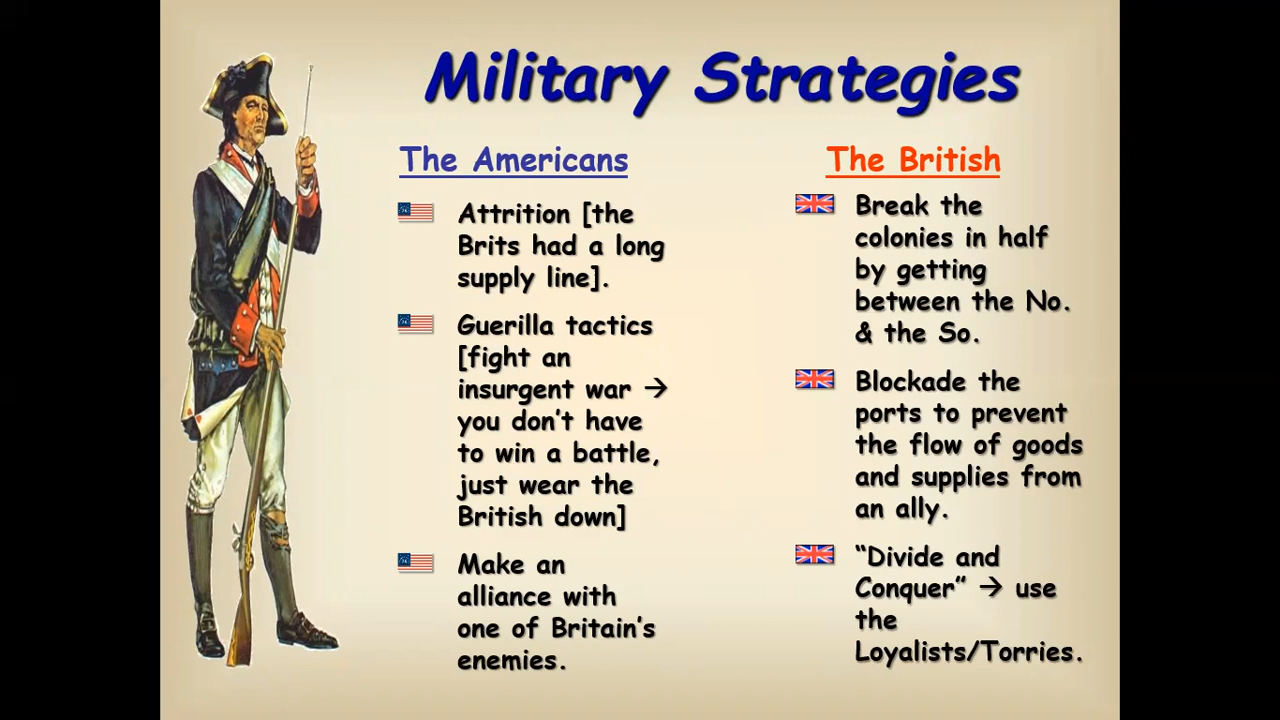 Military Strategies
The Americans
Attrition [the
Brits had a long
supply line].
Guerilla tactics
[fight an
insurgent war →
you don't have
to win a battle,
just wear the
British down]
Make an
alliance with
one of Britain's
enemies.
The British
Break the
colonies in half
by getting
between the No.
& the So.
Blockade the
ports to prevent
the flow of goods
and supplies from
an ally.
“Divide and
Conquer” → use
the
Loyalists/Torries.